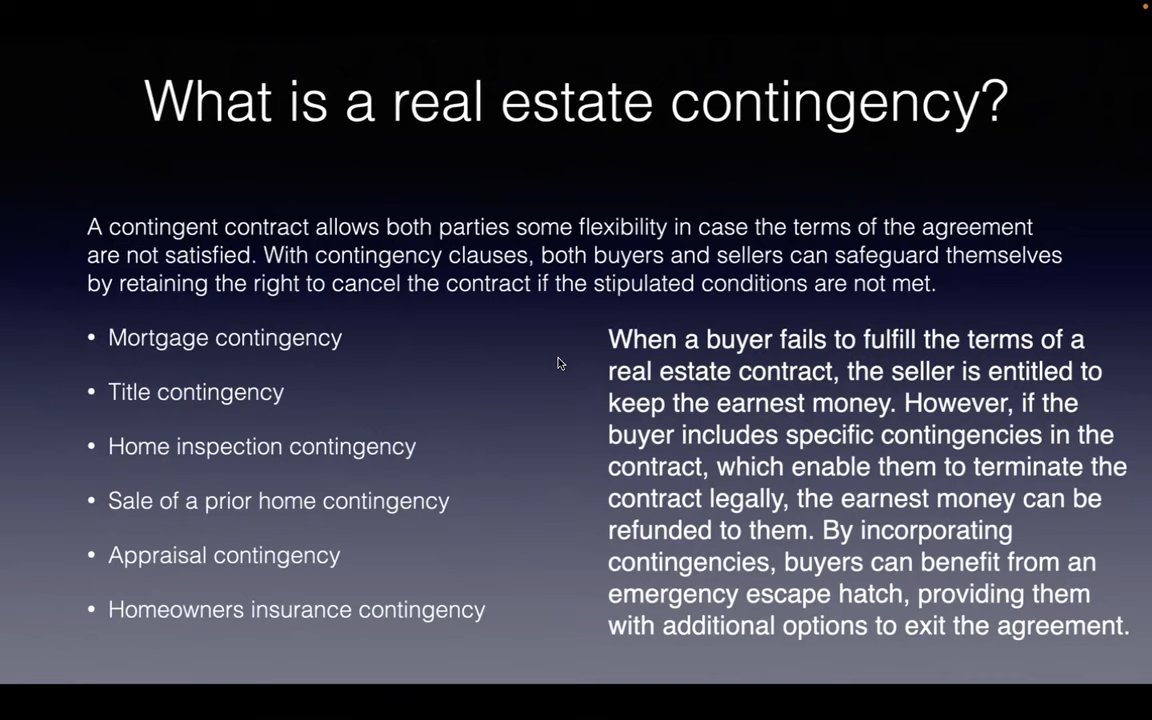 What is a real estate contingency?
A contingent contract allows both parties some flexibility in case the terms of the agreement
are not satisfied. With contingency clauses, both buyers and sellers can safeguard themselves
by retaining the right to cancel the contract if the stipulated conditions are not met.
• Mortgage contingency
• Title contingency
• Home inspection contingency
• Sale of a prior home contingency
• Appraisal contingency
• Homeowners insurance contingency
When a buyer fails to fulfill the terms of a
real estate contract, the seller is entitled to
keep the earnest money. However, if the
buyer includes specific contingencies in the
contract, which enable them to terminate the
contract legally, the earnest money can be
refunded to them. By incorporating
contingencies, buyers can benefit from an
emergency escape hatch, providing them
with additional options to exit the agreement.